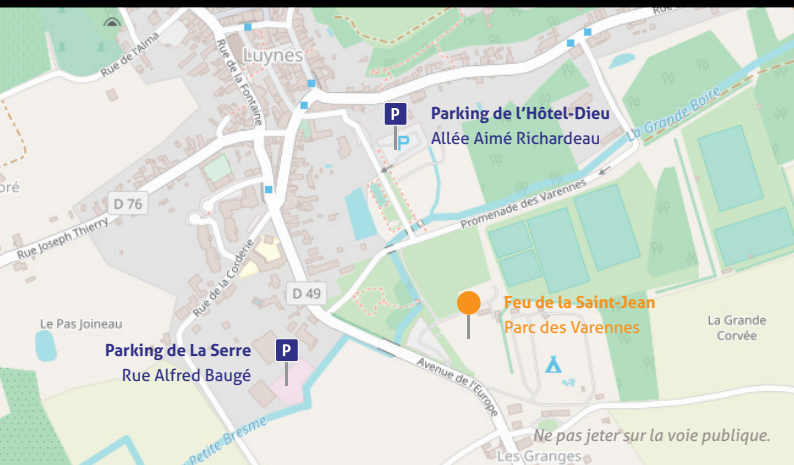 Rue
Rue de l'Alma
Rue de la Fontaine
Luynes
P
Parking de l'Hôtel-Dieu
Allée Aimé Richardeau
P
La Grande Boire
oré
D 76
Promenade des Varennes
Rue Joseph Thierry
Rue de la Corderie
D 49
Feu de la Saint-Jean
Parc des Varennes
Le Pas Joineau
La Grande
Corvée
Parking de La Serre
Rue Alfred Baugé
P
Avenue de l'Europe
Petite Bresme
Ne pas jeter sur la voie publique.
Les Granges